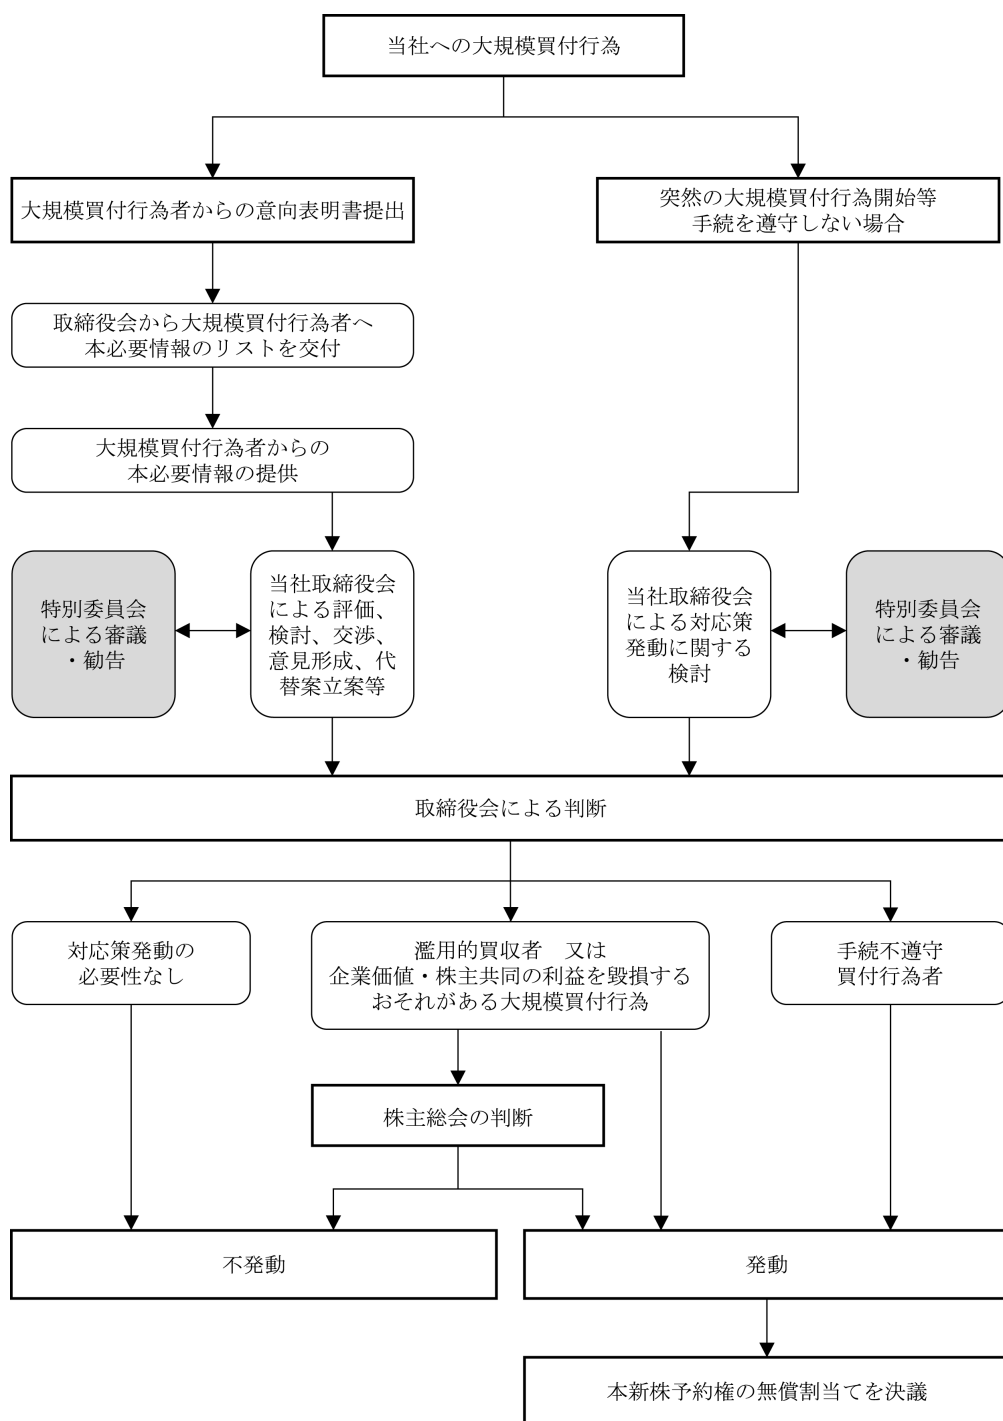 当社への大規模買付行為
大規模買付行為者からの意向表明書提出
突然の大規模買付行為開始等
手続を遵守しない場合
取締役会から大規模買付行為者へ
本必要情報のリストを交付
大規模買付行為者からの
本必要情報の提供
特別委員会
による審議
・勧告
当社取締役会
による評価、
検討、交渉、
意見形成、代
替案立案等
当社取締役会
による対応策
発動に関する
検討
特別委員会
による審議
・勧告
取締役会による判断
対応策発動の
必要性なし
濫用的買収者　又は
企業価値・株主共同の利益を毀損する
おそれがある大規模買付行為
手続不遵守
買付行為者
株主総会の判断
不発動
発動
本新株予約権の無償割当てを決議